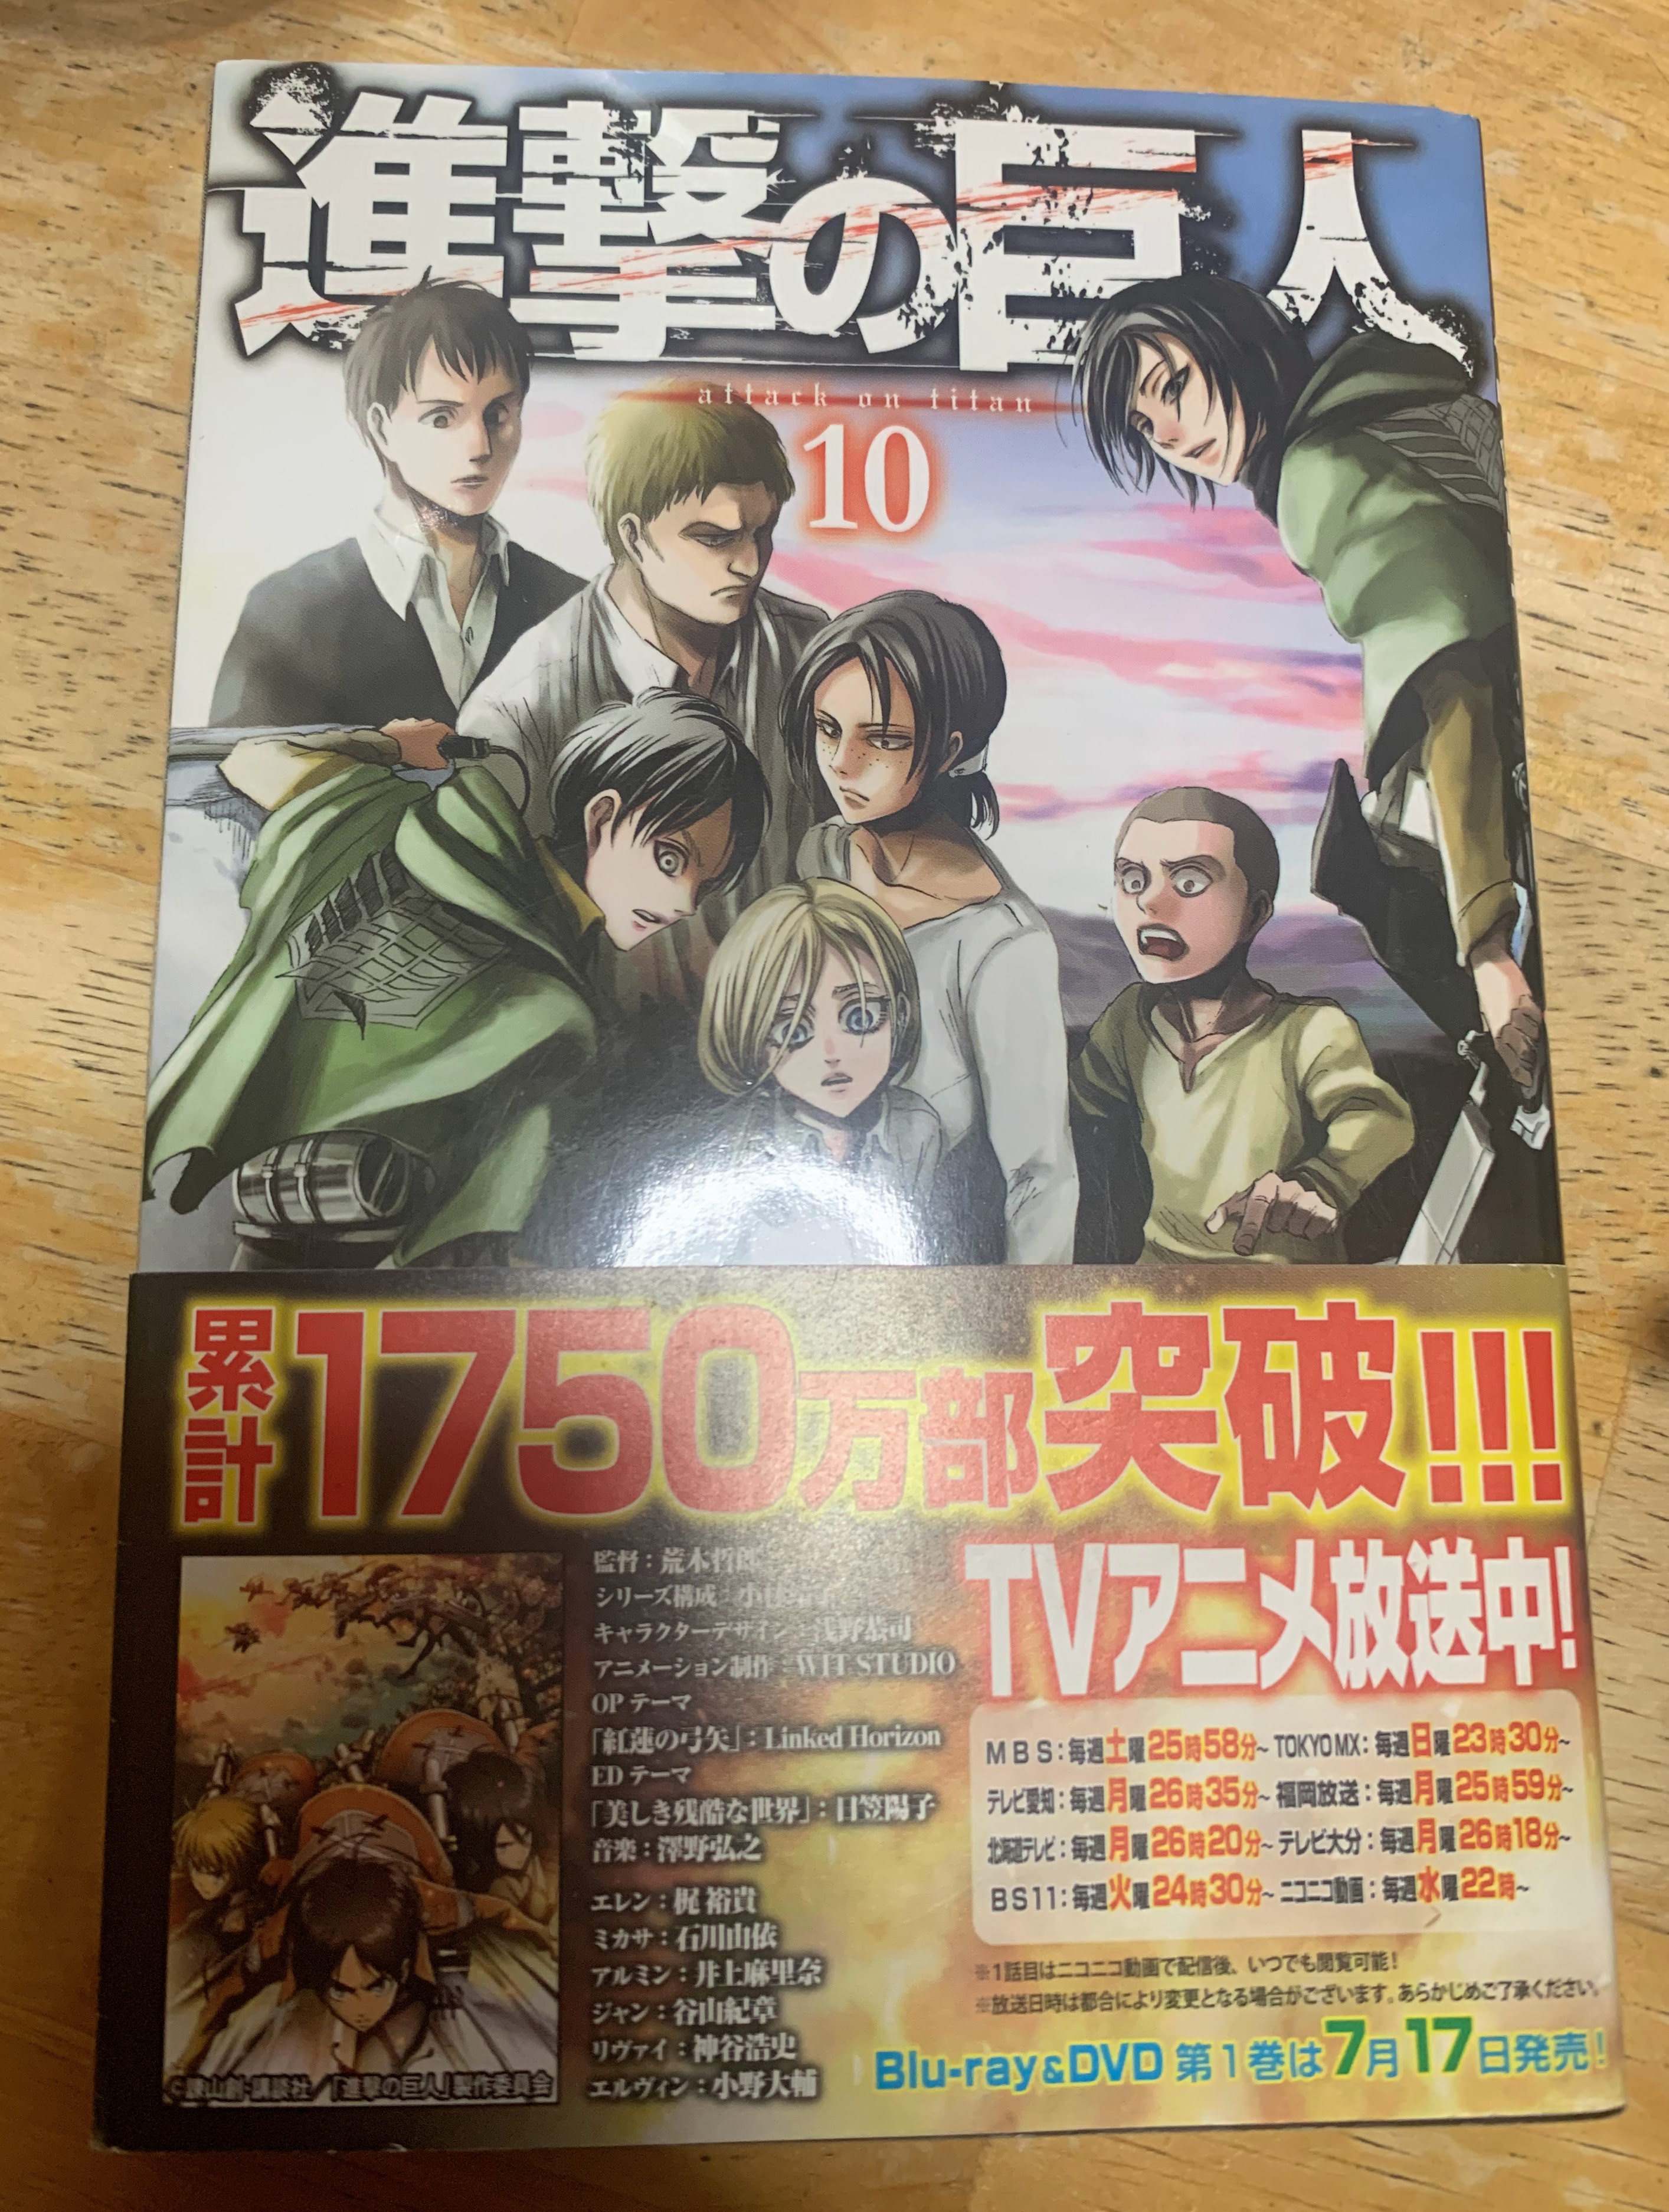 進撃の巨人
attack on titan
10
累計1750万部突破!!!
TVアニメ放送中!
監督：荒木哲郎
シリーズ構成：小林
キャラクターデザイン：浅野恭司
アニメーション制作：WIT STUDIO
OPテーマ
「紅蓮の弓矢」：Linked Horizon
EDテーマ
「美しき残酷な世界」：日笠陽子
音楽：澤野弘之
エレン：梶 裕貴
ミカサ：石川由依
アルミン：井上麻里奈
ジャン：谷山紀章
リヴァイ：神谷浩史
エルヴィン：小野大輔
MBS：毎週土曜25時58分~ TOKYO MX：毎週日曜23時30分~
テレビ愛知：毎週月曜26時35分~ 福岡放送：毎週月曜25時59分~
北海道テレビ：毎週月曜26時20分~ テレビ大分：毎週月曜26時18分~
BS11：毎週火曜24時30分~ ニコニコ動画：毎週水曜22時~
※1話目はニコニコ動画で配信後、いつでも閲覧可能！
※放送日時は都合により変更となる場合がございます。あらかじめご了承ください。
Blu-ray&DVD 第1巻は7月17日発売！
©諫山創・講談社／「進撃の巨人」製作委員会